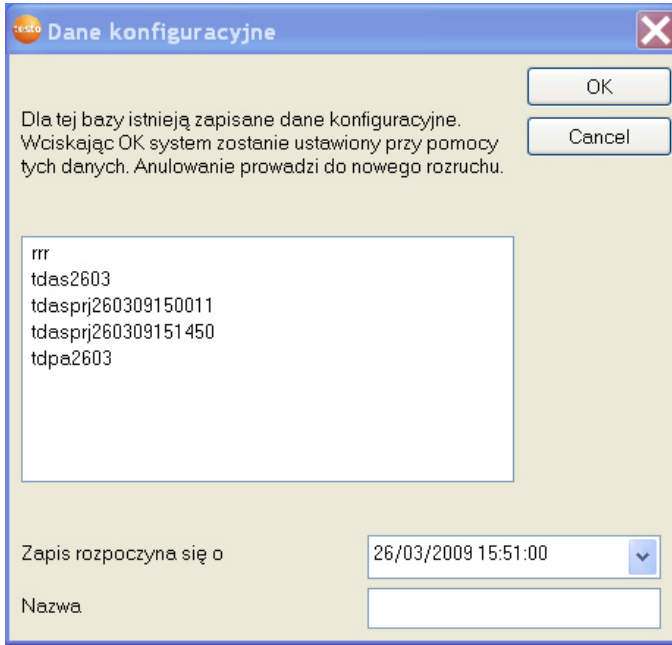 testo Dane konfiguracyjne
OK
Dla tej bazy istnieją zapisane dane konfiguracyjne.
Wciskając OK system zostanie ustawiony przy pomocy
tych danych. Anulowanie prowadzi do nowego rozruchu.
Cancel
rrr
tdas2603
tdasprj260309150011
tdasprj260309151450
tdpa2603
Zapis rozpoczyna się o
26/03/2009 15:51:00
Nazwa